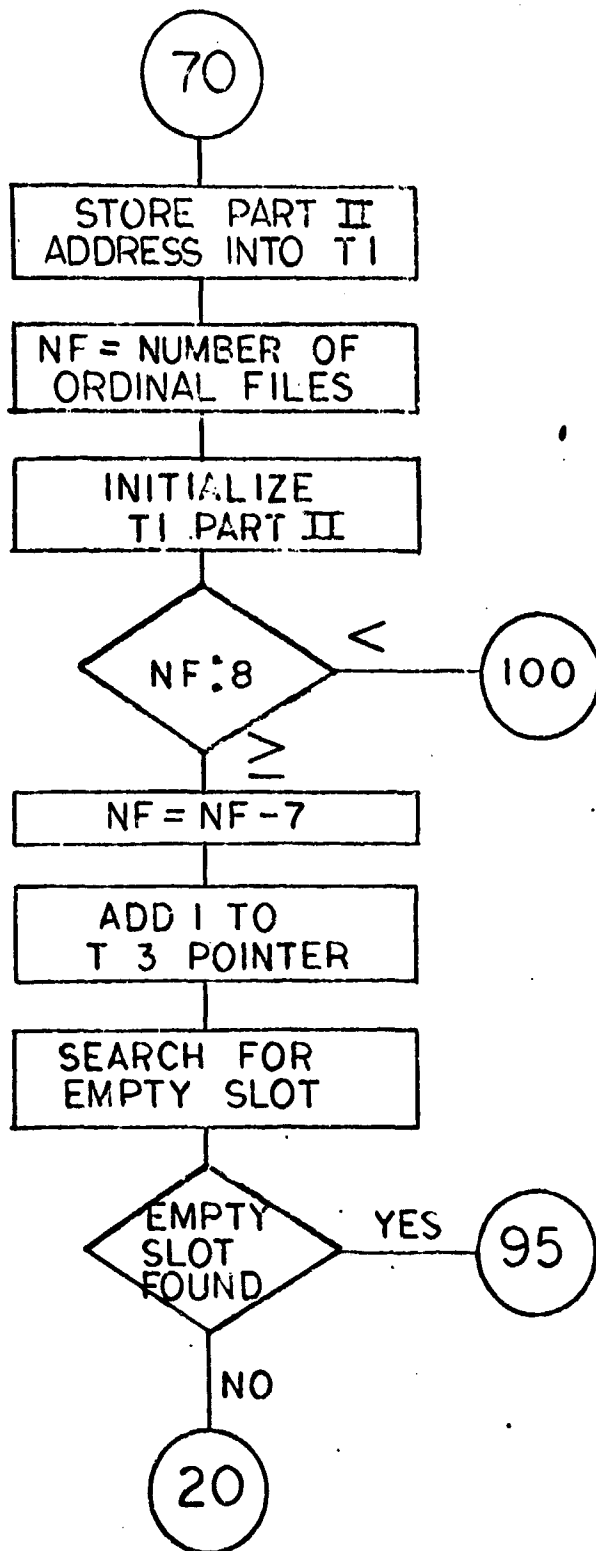 70
STORE PART II
ADDRESS INTO T1
NF = NUMBER OF
ORDINAL FILES
INITIALIZE
T1 PART II
NF:8
<
100
≥
NF = NF-7
ADD 1 TO
T 3 POINTER
SEARCH FOR
EMPTY SLOT
EMPTY
SLOT
FOUND
YES
95
NO
20